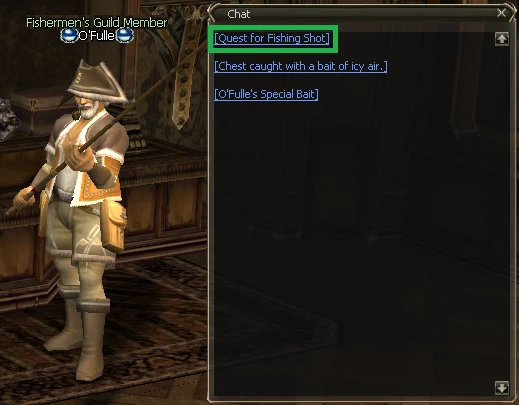 Fishermen's Guild Member
O'Fulle
Chat
[Quest for Fishing Shot]
[Chest caught with a bait of icy air.]
[O'Fulle's Special Bait]